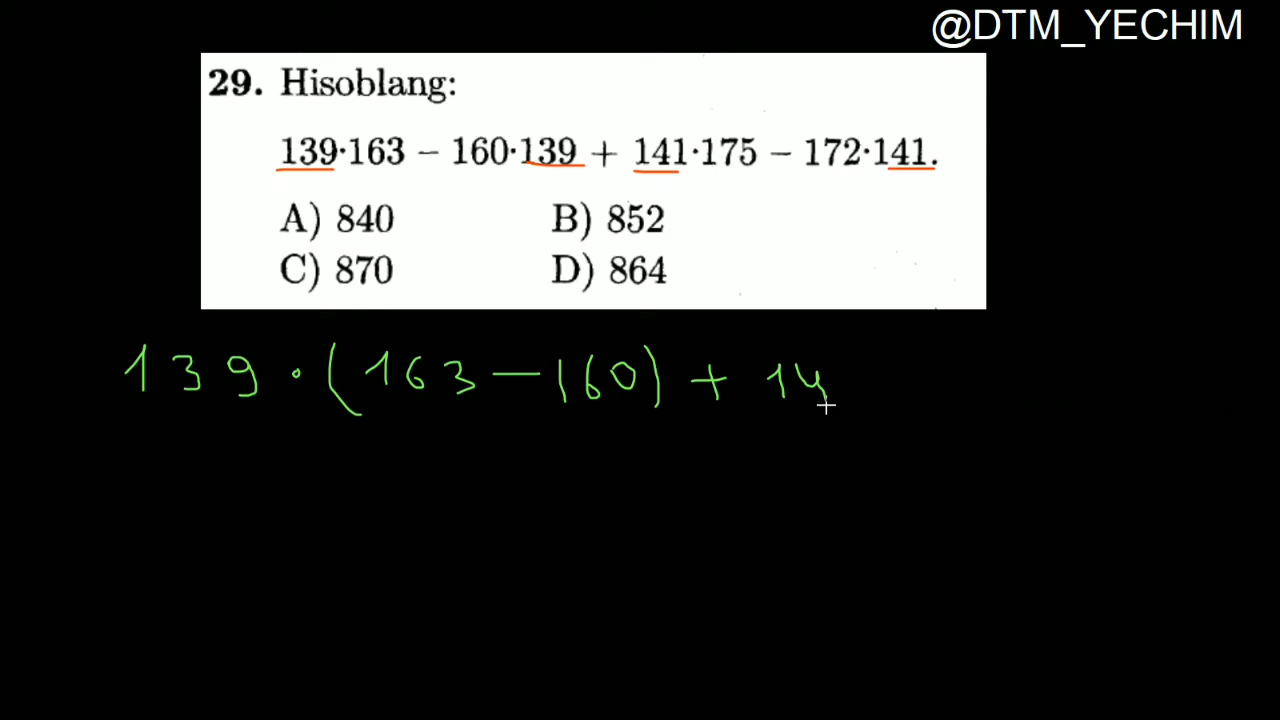 @DTM_YECHIM
29. Hisoblang:
139·163 – 160·139 + 141·175 – 172·141.
A) 840 B) 852
C) 870 D) 864
139·(163–160)+14